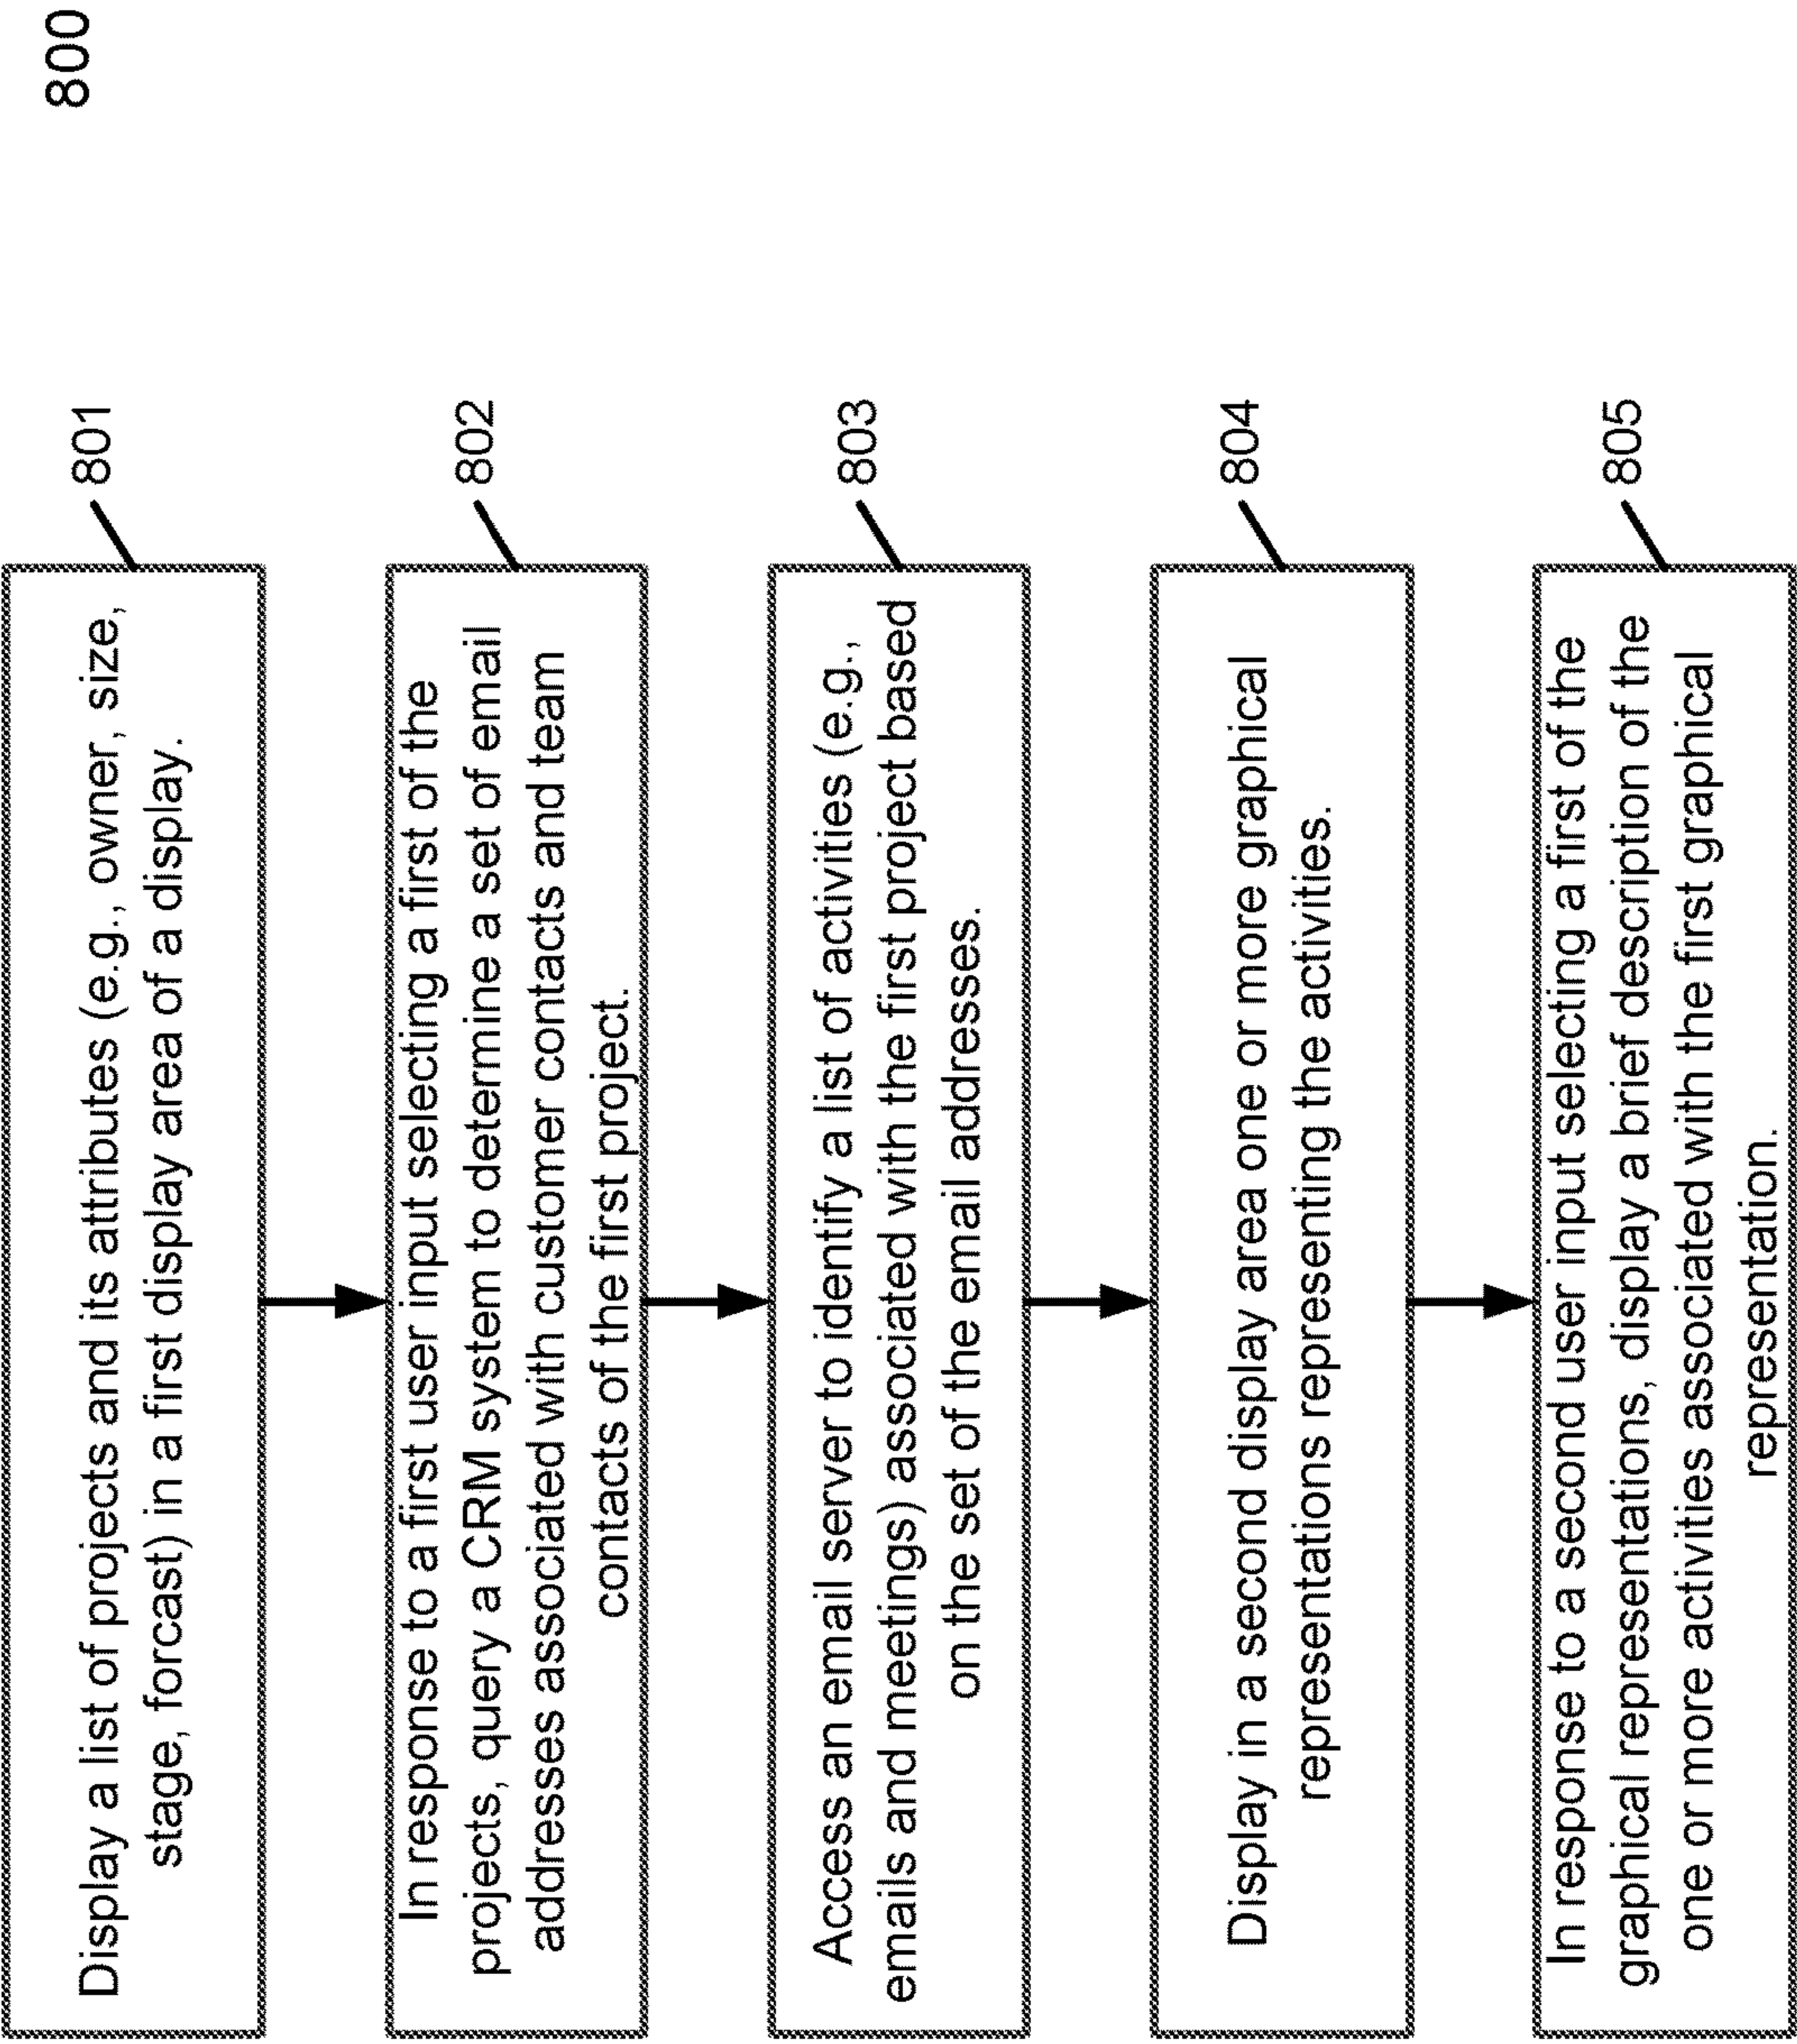 800
801
Display a list of projects and its attributes (e.g., owner, size,
stage, forcast) in a first display area of a display.
802
In response to a first user input selecting a first of the
projects, query a CRM system to determine a set of email
addresses associated with customer contacts and team
contacts of the first project.
803
Access an email server to identify a list of activities (e.g.,
emails and meetings) associated with the first project based
on the set of the email addresses.
804
Display in a second display area one or more graphical
representations representing the activities.
805
In response to a second user input selecting a first of the
graphical representations, display a brief description of the
one or more activities associated with the first graphical
representation.